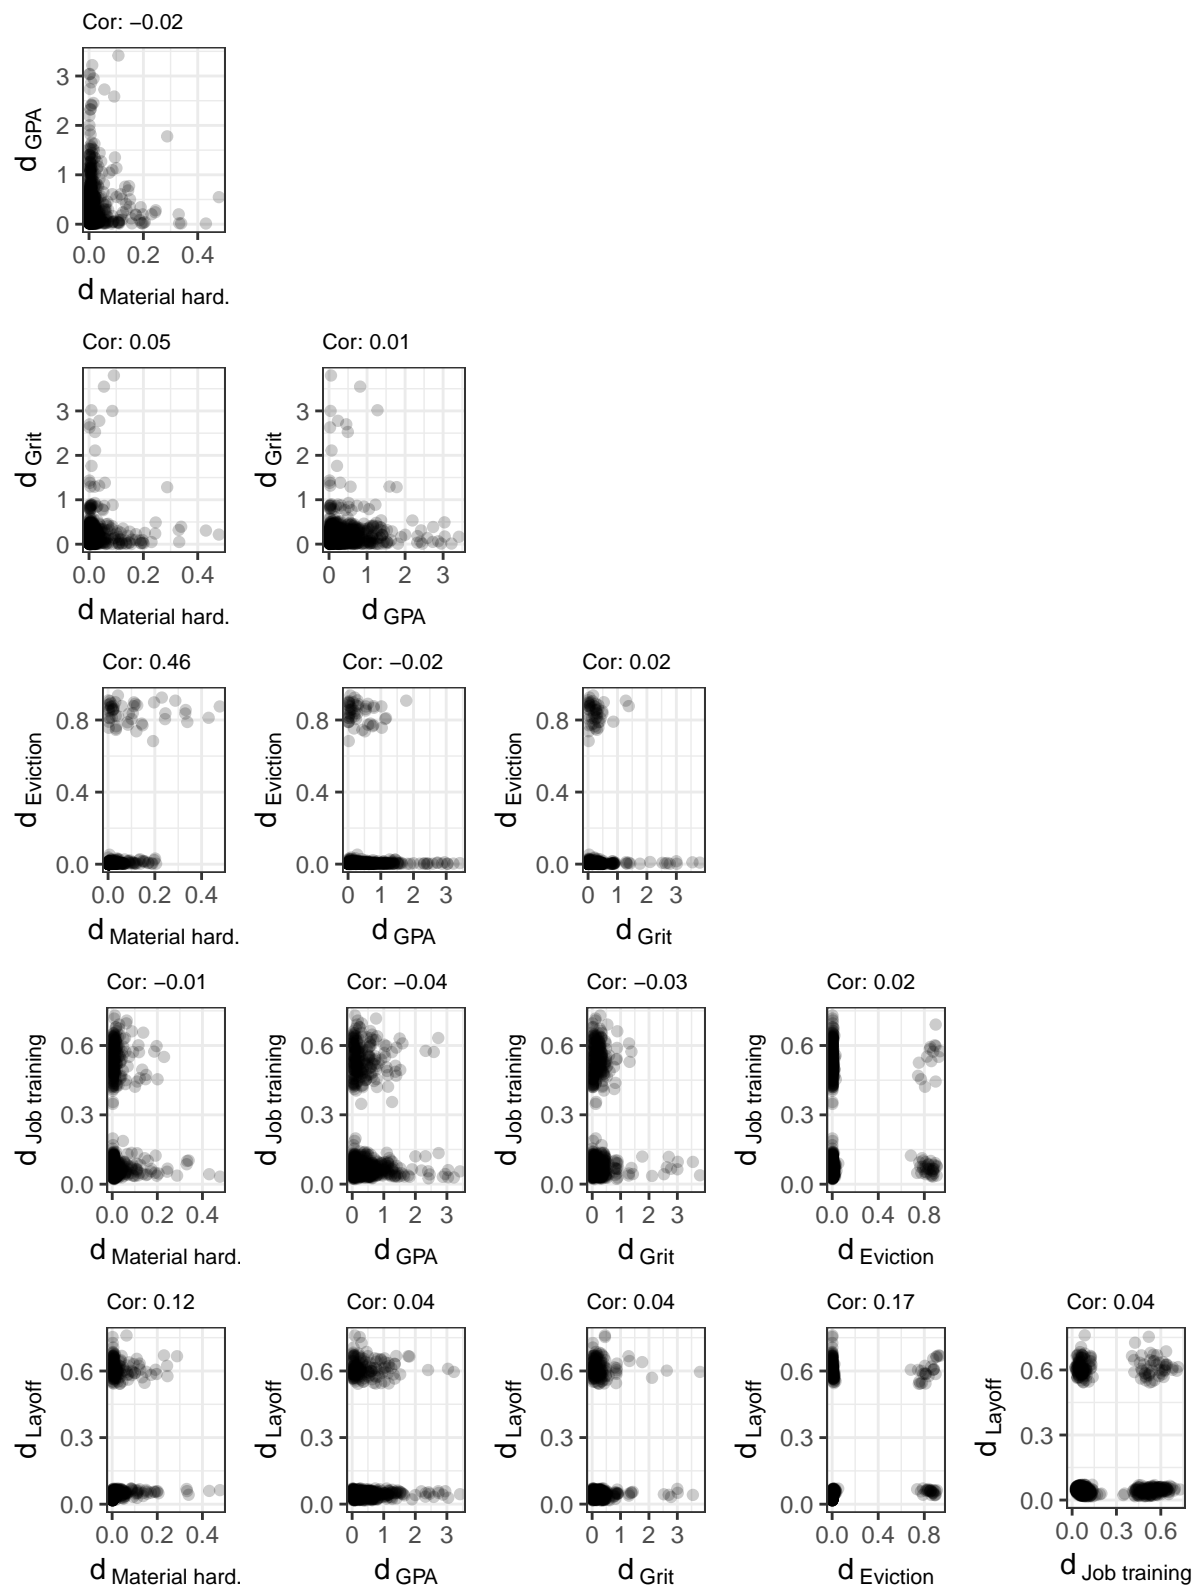 Cor: −0.02
d GPA
3
2
1
0
0.0 0.2 0.4
d Material hard.
Cor: 0.05 Cor: 0.01
d Grit
3
2
1
0
d Grit
3
2
1
0
0.0 0.2 0.4 0 1 2 3
d Material hard. d GPA
Cor: 0.46 Cor: −0.02 Cor: 0.02
d Eviction
0.8
0.4
0.0
d Eviction
0.8
0.4
0.0
d Eviction
0.8
0.4
0.0
0.0 0.2 0.4 0 1 2 3 0 1 2 3
d Material hard. d GPA d Grit
Cor: −0.01 Cor: −0.04 Cor: −0.03 Cor: 0.02
d Job training
0.6
0.3
0.0
d Job training
0.6
0.3
0.0
d Job training
0.6
0.3
0.0
d Job training
0.6
0.3
0.0
0.0 0.2 0.4 0 1 2 3 0 1 2 3 0.0 0.4 0.8
d Material hard. d GPA d Grit d Eviction
Cor: 0.12 Cor: 0.04 Cor: 0.04 Cor: 0.17 Cor: 0.04
d Layoff
0.6
0.3
0.0
d Layoff
0.6
0.3
0.0
d Layoff
0.6
0.3
0.0
d Layoff
0.6
0.3
0.0
d Layoff
0.6
0.3
0.0
0.0 0.2 0.4 0 1 2 3 0 1 2 3 0.0 0.4 0.8 0.0 0.3 0.6
d Material hard. d GPA d Grit d Eviction d Job training